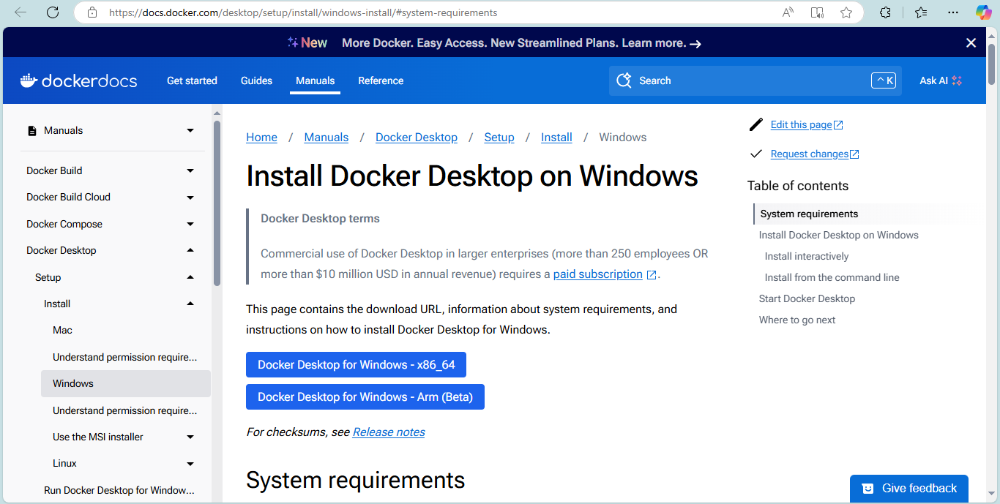 https://docs.docker.com/desktop/setup/install/windows-install/#system-requirements
New More Docker. Easy Access. New Streamlined Plans. Learn more. →
dockerdocs Get started Guides Manuals Reference Search ^ K Ask AI
Manuals
Docker Build
Docker Build Cloud
Docker Compose
Docker Desktop
Setup
Install
Mac
Understand permission require...
Windows
Understand permission require...
Use the MSI installer
Linux
Run Docker Desktop for Window...
Home / Manuals / Docker Desktop / Setup / Install / Windows
Install Docker Desktop on Windows
Docker Desktop terms
Commercial use of Docker Desktop in larger enterprises (more than 250 employees OR
more than $10 million USD in annual revenue) requires a paid subscription.
This page contains the download URL, information about system requirements, and
instructions on how to install Docker Desktop for Windows.
Docker Desktop for Windows - x86_64
Docker Desktop for Windows - Arm (Beta)
For checksums, see Release notes
System requirements
Edit this page
Request changes
Table of contents
System requirements
Install Docker Desktop on Windows
Install interactively
Install from the command line
Start Docker Desktop
Where to go next
Give feedback